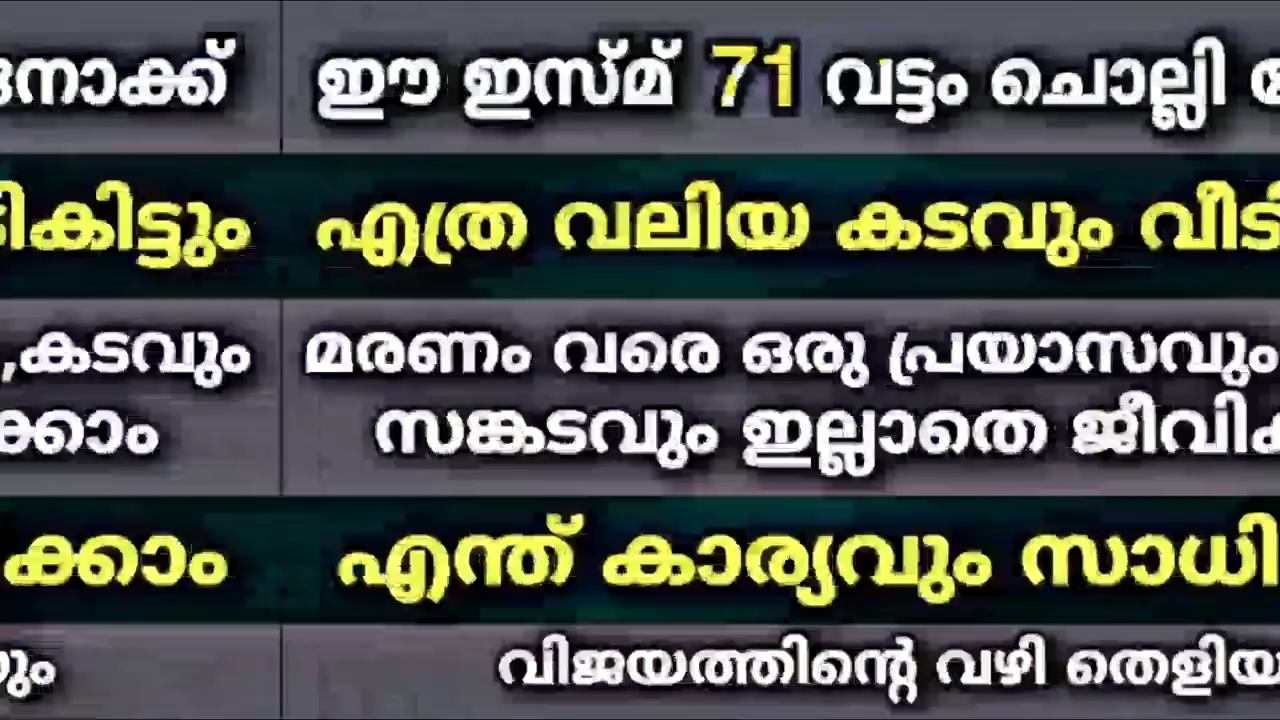 ഈ ഇസ്മ് 71 വട്ടം ചൊല്ലി
കിട്ടും എത്ര വലിയ കടവും
,കടവും മരണം വരെ ഒരു പ്രയാസവും
ക്കാം സങ്കടവും ഇല്ലാതെ
ക്കാം എന്ത് കാര്യവും
വിജയത്തിന്റെ വഴി